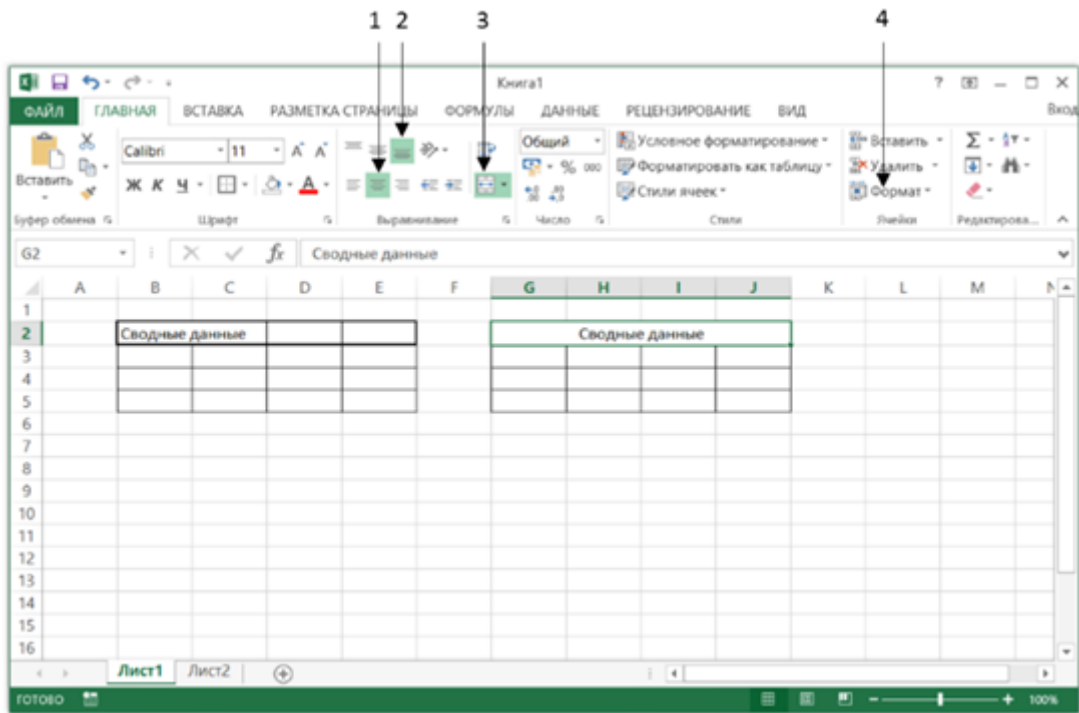 1 2 3 4
Книга1
ФАЙЛ ГЛАВНАЯ ВСТАВКА РАЗМЕТКА СТРАНИЦЫ ФОРМУЛЫ ДАННЫЕ РЕЦЕНЗИРОВАНИЕ ВИД Вход
Calibri 11 Общий Условное форматирование Вставить
Вставить % 000 Форматировать как таблицу Удалить
Ж К Ч А Стили ячеек Формат
Буфер обмена Шрифт Выравнивание Число Стили Ячейки Редактирова...
G2 fx Сводные данные
A B C D E F G H I J K L M N
1
2 Сводные данные Сводные данные
3
4
5
6
7
8
9
10
11
12
13
14
15
16
Лист1 Лист2
ГОТОВО 100%